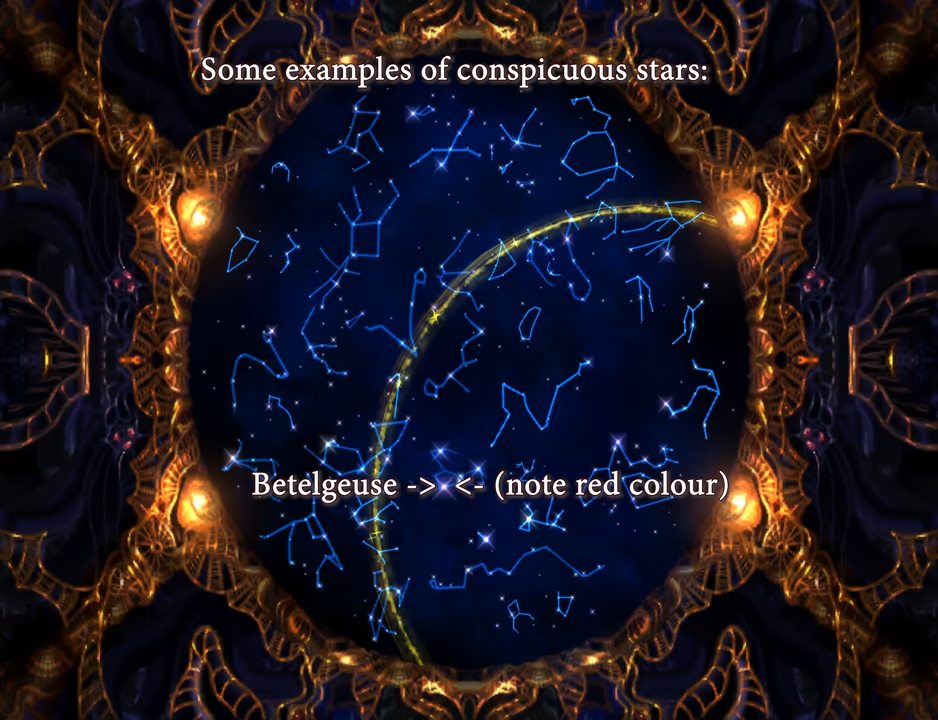 Some examples of conspicuous stars:
Betelgeuse -> <- (note red colour)